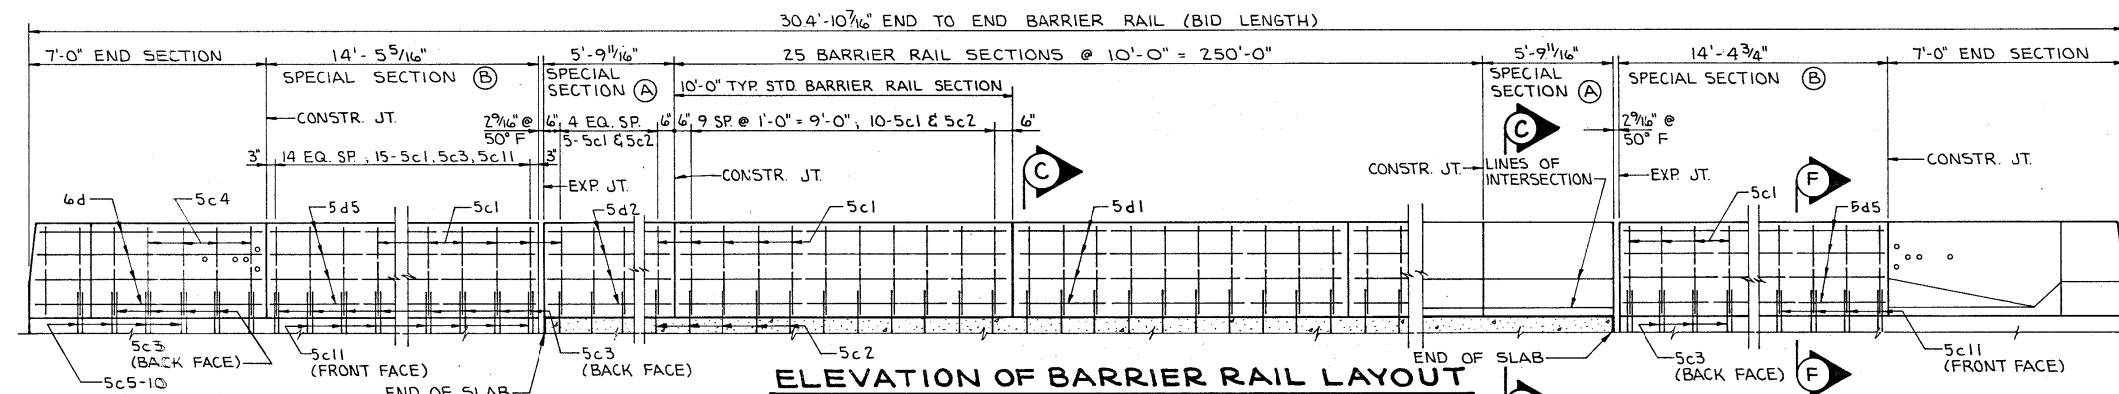 304'-10 7/16" END TO END BARRIER RAIL (BID LENGTH)
7'-0" END SECTION
14'- 5 5/16"
5'-9 11/16"
25 BARRIER RAIL SECTIONS @ 10'-0" = 250'-0"
5'-9 11/16"
14'-4 3/4"
7'-0" END SECTION
SPECIAL SECTION B
SPECIAL
SECTION A
10'-0" TYP. STD. BARRIER RAIL SECTION
SPECIAL
SECTION A
SPECIAL SECTION B
CONSTR. JT.
2 9/16" @
50° F
6"
4 EQ. SP.
5-5c1 & 5c2
6"
6"
9 SP. @ 1'-0" = 9'-0" ; 10-5c1 & 5c2
6"
C
2 9/16" @
50° F
3"
14 EQ. SP. ; 15-5c1, 5c3, 5c11
3"
EXP. JT.
CONSTR. JT.
C
CONSTR. JT.
LINES OF
INTERSECTION
EXP. JT.
CONSTR. JT.
F
6d
5c4
5d5
5c1
5d2
5c1
5d1
5c1
5d5
5c3
(BACK FACE)
5c5-10
5c11
(FRONT FACE)
END OF SLAB
5c3
(BACK FACE)
5c2
END OF SLAB
5c3
(BACK FACE)
F
5c11
(FRONT FACE)
ELEVATION OF BARRIER RAIL LAYOUT